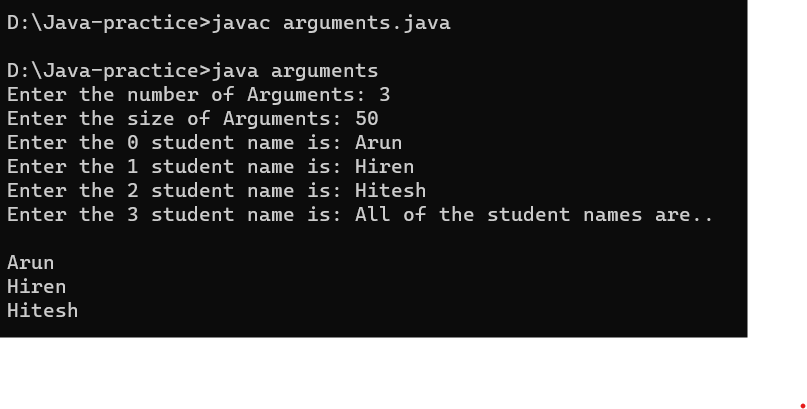 D:\Java-practice>javac arguments.java
D:\Java-practice>java arguments
Enter the number of Arguments: 3
Enter the size of Arguments: 50
Enter the 0 student name is: Arun
Enter the 1 student name is: Hiren
Enter the 2 student name is: Hitesh
Enter the 3 student name is: All of the student names are..
Arun
Hiren
Hitesh